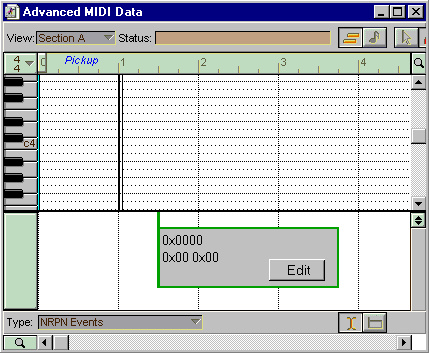 Advanced MIDI Data
View: Section A Status:
4
4
Pickup
0 1 2 3 4
c4
0x0000
0x00 0x00
Edit
Type: NRPN Events